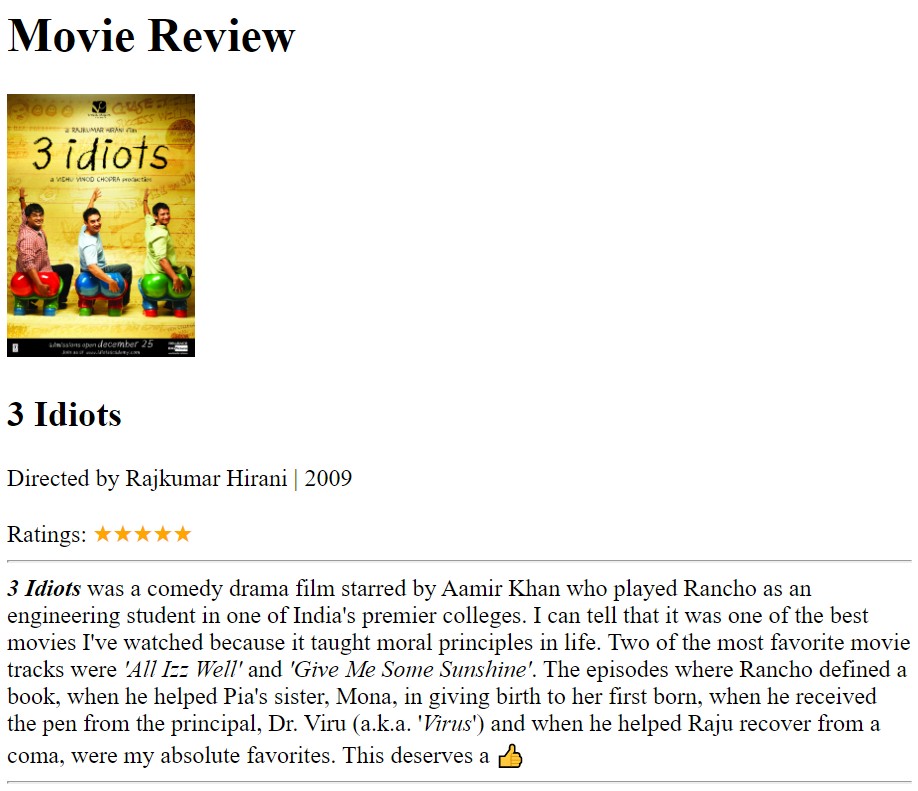 Movie Review
a RAJKUMAR HIRANI film
3 idiots
a VIDHU VINOD CHOPRA production
admissions open december 25
3 Idiots
Directed by Rajkumar Hirani | 2009
Ratings: ★★★★★
3 Idiots was a comedy drama film starred by Aamir Khan who played Rancho as an
engineering student in one of India's premier colleges. I can tell that it was one of the best
movies I've watched because it taught moral principles in life. Two of the most favorite movie
tracks were 'All Izz Well' and 'Give Me Some Sunshine'. The episodes where Rancho defined a
book, when he helped Pia's sister, Mona, in giving birth to her first born, when he received
the pen from the principal, Dr. Viru (a.k.a. 'Virus') and when he helped Raju recover from a
coma, were my absolute favorites. This deserves a 👍